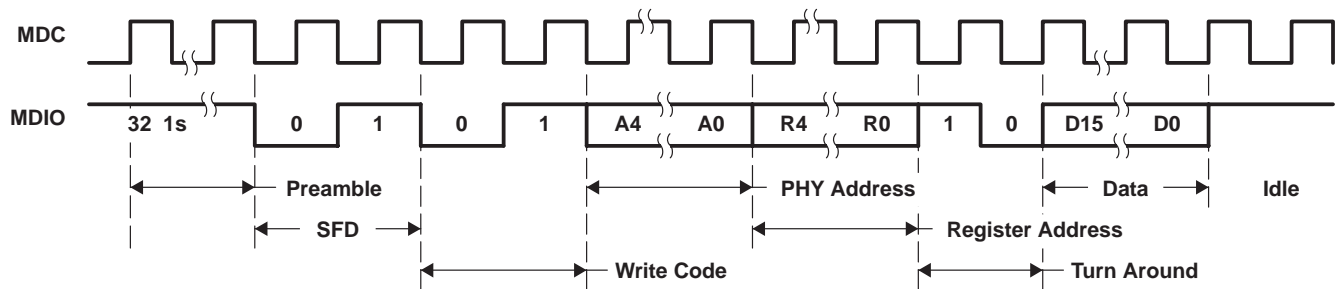 MDC
MDIO
32 1s 0 1 0 1 A4 A0 R4 R0 1 0 D15 D0
Preamble PHY Address Data Idle
SFD Register Address
Write Code Turn Around